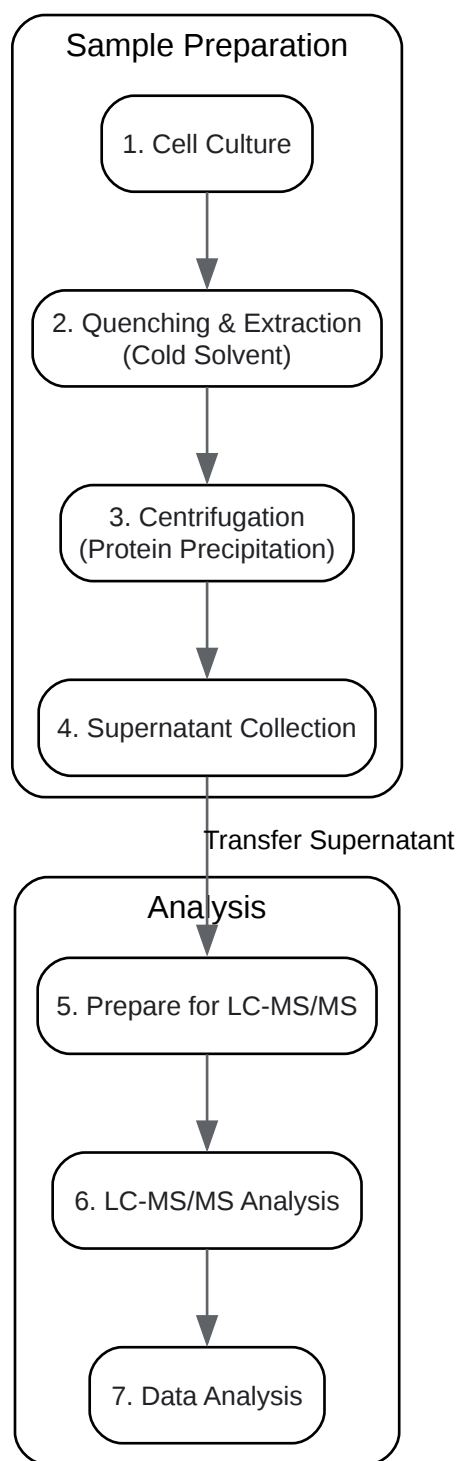 Sample Preparation
1. Cell Culture
2. Quenching & Extraction
(Cold Solvent)
3. Centrifugation
(Protein Precipitation)
4. Supernatant Collection
Transfer Supernatant
Analysis
5. Prepare for LC-MS/MS
6. LC-MS/MS Analysis
7. Data Analysis